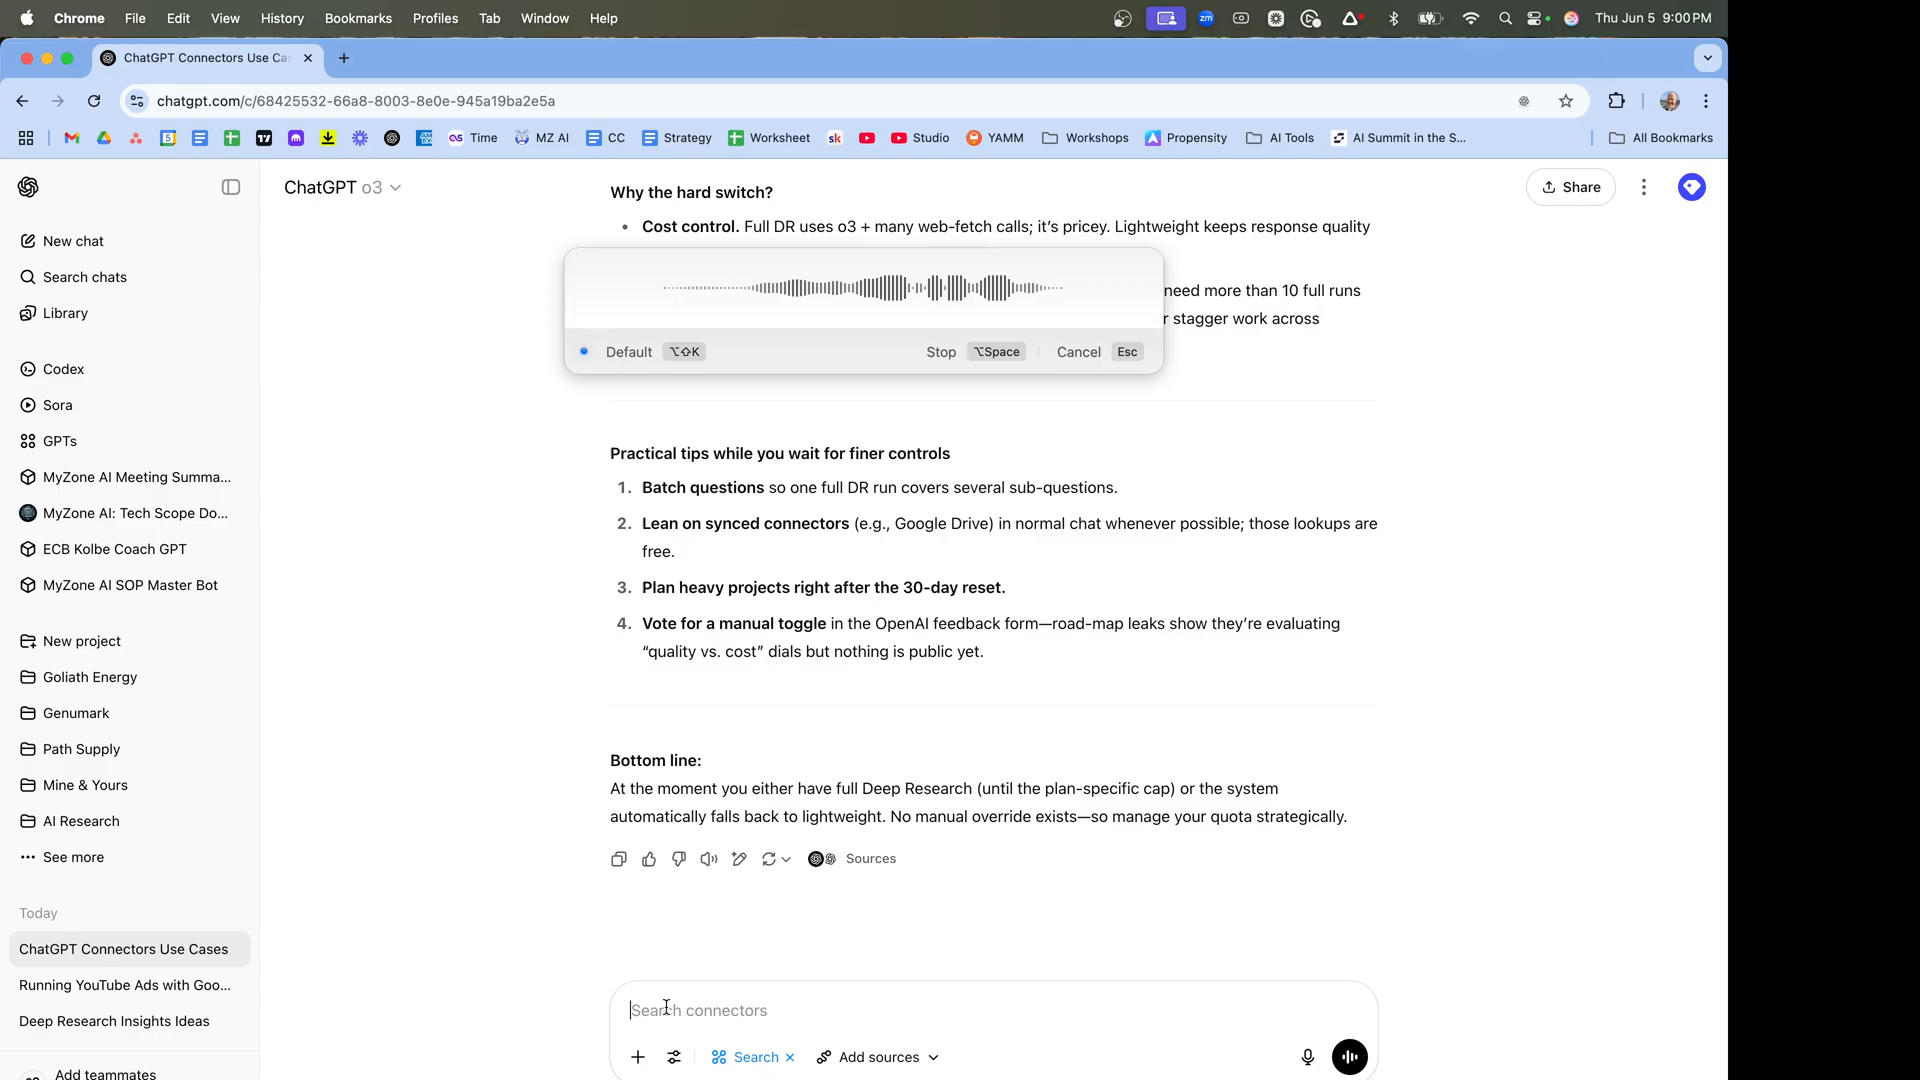 Chrome File Edit View History Bookmarks Profiles Tab Window Help
zm
Thu Jun 5 9:00 PM
ChatGPT Connectors Use Ca
chatgpt.com/c/68425532-66a8-8003-8e0e-945a19ba2e5a
Time MZ AI CC Strategy Worksheet sk Studio YAMM Workshops Propensity AI Tools AI Summit in the S... All Bookmarks
ChatGPT o3
Share
New chat
Search chats
Library
Codex
Sora
GPTs
MyZone AI Meeting Summa...
MyZone AI: Tech Scope Do...
ECB Kolbe Coach GPT
MyZone AI SOP Master Bot
New project
Goliath Energy
Genumark
Path Supply
Mine & Yours
AI Research
See more
Today
ChatGPT Connectors Use Cases
Running YouTube Ads with Goo...
Deep Research Insights Ideas
Add teammates
Why the hard switch?
• Cost control. Full DR uses o3 + many web-fetch calls; it's pricey. Lightweight keeps response quality
need more than 10 full runs
r stagger work across
Default ⌥⇧K Stop ⌥Space Cancel Esc
Practical tips while you wait for finer controls
1. Batch questions so one full DR run covers several sub-questions.
2. Lean on synced connectors (e.g., Google Drive) in normal chat whenever possible; those lookups are
free.
3. Plan heavy projects right after the 30-day reset.
4. Vote for a manual toggle in the OpenAI feedback form—road-map leaks show they're evaluating
“quality vs. cost” dials but nothing is public yet.
Bottom line:
At the moment you either have full Deep Research (until the plan-specific cap) or the system
automatically falls back to lightweight. No manual override exists—so manage your quota strategically.
Sources
Search connectors
Search × Add sources